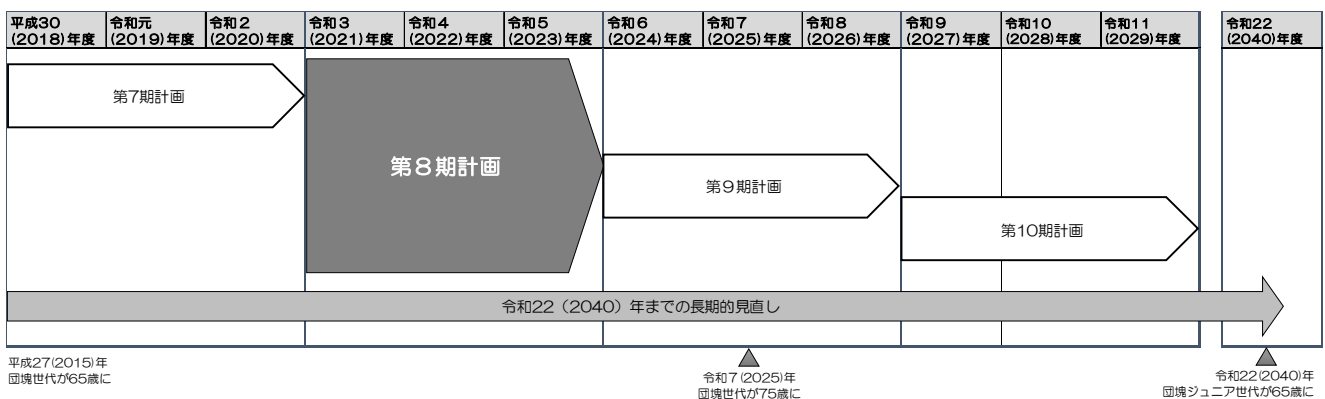 平成30
(2018)年度
令和元
(2019)年度
令和2
(2020)年度
令和3
(2021)年度
令和4
(2022)年度
令和5
(2023)年度
令和6
(2024)年度
令和7
(2025)年度
令和8
(2026)年度
令和9
(2027)年度
令和10
(2028)年度
令和11
(2029)年度
令和22
(2040)年度
第7期計画
第8期計画
第9期計画
第10期計画
令和22（2040）年までの長期的見直し
平成27(2015)年
団塊世代が65歳に
令和7(2025)年
団塊世代が75歳に
令和22(2040)年
団塊ジュニア世代が65歳に